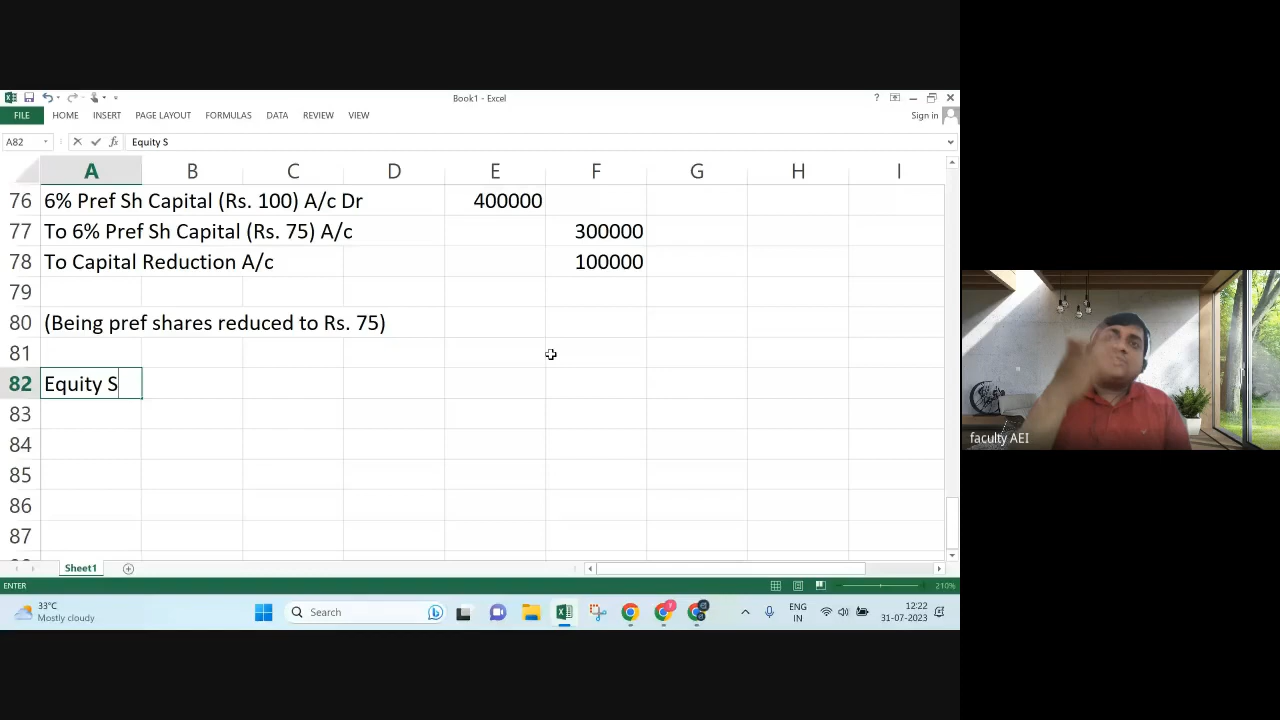 Book1 - Excel
FILE HOME INSERT PAGE LAYOUT FORMULAS DATA REVIEW VIEW Sign in
A82 fx Equity S
A B C D E F G H I
76 6% Pref Sh Capital (Rs. 100) A/c Dr 400000
77 To 6% Pref Sh Capital (Rs. 75) A/c 300000
78 To Capital Reduction A/c 100000
79
80 (Being pref shares reduced to Rs. 75)
81
82 Equity S
83
84
85
86
87
faculty AEI
Sheet1
ENTER 210%
33°C
Mostly cloudy
Search
ENG
IN
12:22
31-07-2023